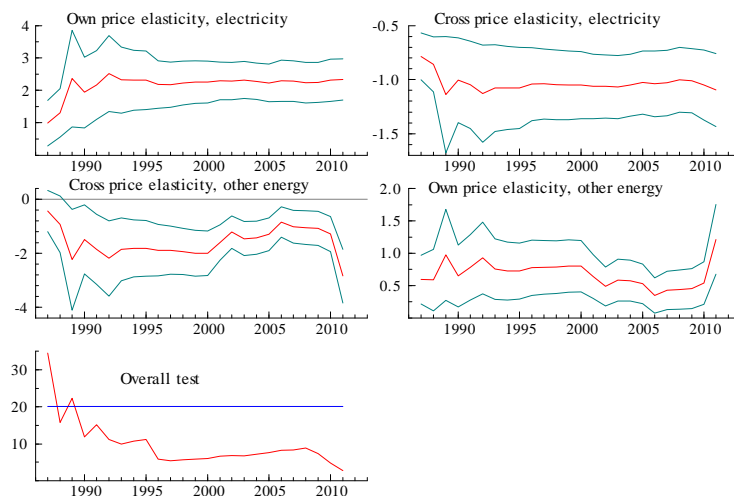 Own price elasticity, electricity
4
3
2
1
1990 1995 2000 2005 2010
Cross price elasticity, electricity
-0.5
-1.0
-1.5
1990 1995 2000 2005 2010
Cross price elasticity, other energy
0
-2
-4
1990 1995 2000 2005 2010
Own price elasticity, other energy
2.0
1.5
1.0
0.5
1990 1995 2000 2005 2010
Overall test
30
20
10
1990 1995 2000 2005 2010